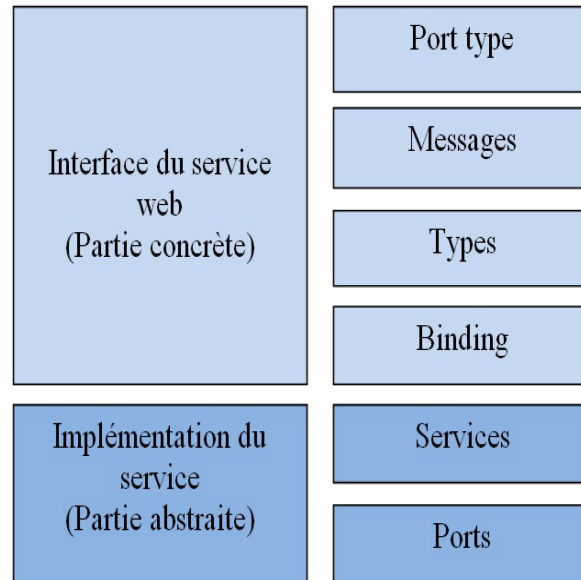 Interface du service
web
(Partie concrète)
Port type
Messages
Types
Binding
Implémentation du
service
(Partie abstraite)
Services
Ports